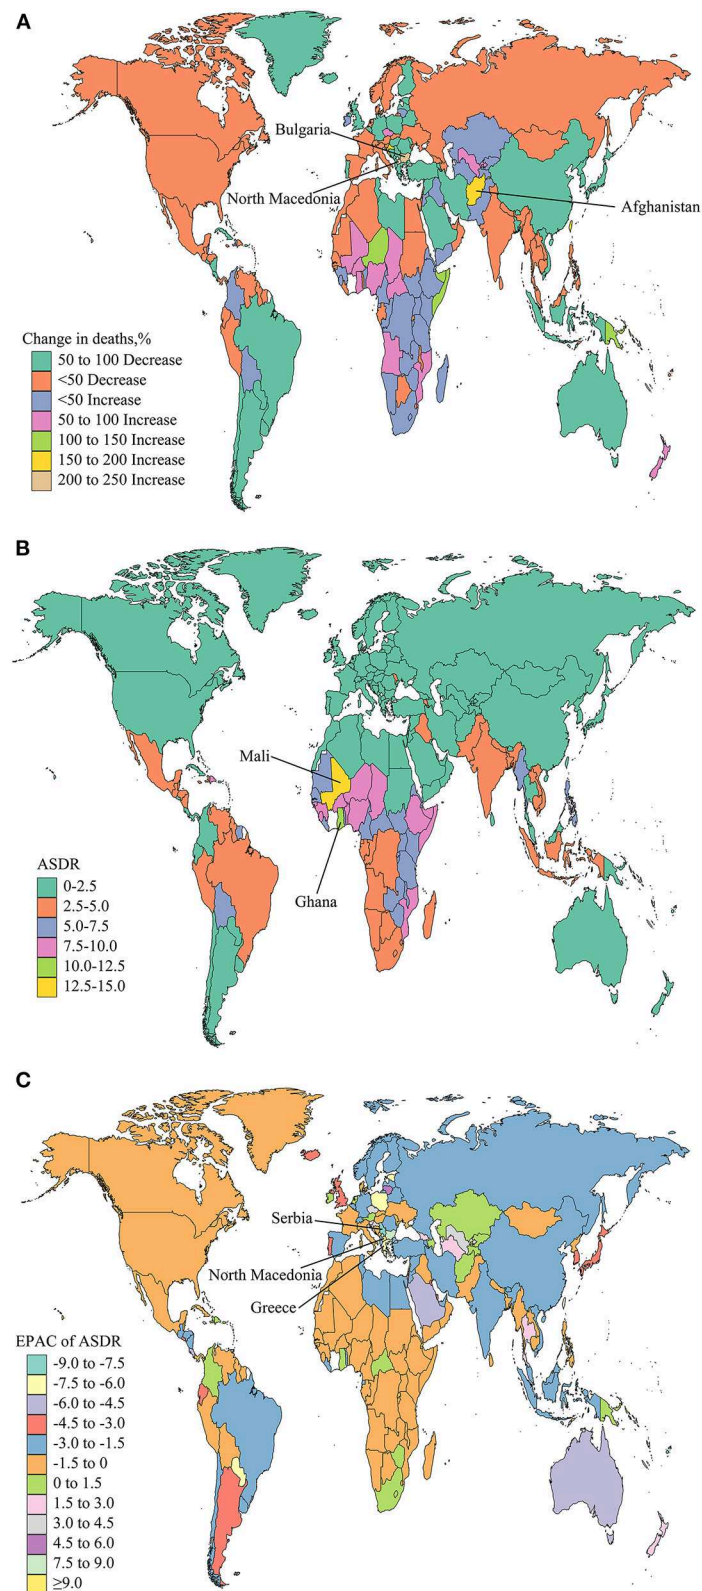 A
Bulgaria
North Macedonia
Afghanistan
Change in deaths,%
50 to 100 Decrease
<50 Decrease
<50 Increase
50 to 100 Increase
100 to 150 Increase
150 to 200 Increase
200 to 250 Increase
B
Mali
Ghana
ASDR
0-2.5
2.5-5.0
5.0-7.5
7.5-10.0
10.0-12.5
12.5-15.0
C
Serbia
North Macedonia
Greece
EPAC of ASDR
-9.0 to -7.5
-7.5 to -6.0
-6.0 to -4.5
-4.5 to -3.0
-3.0 to -1.5
-1.5 to 0
0 to 1.5
1.5 to 3.0
3.0 to 4.5
4.5 to 6.0
7.5 to 9.0
≥9.0